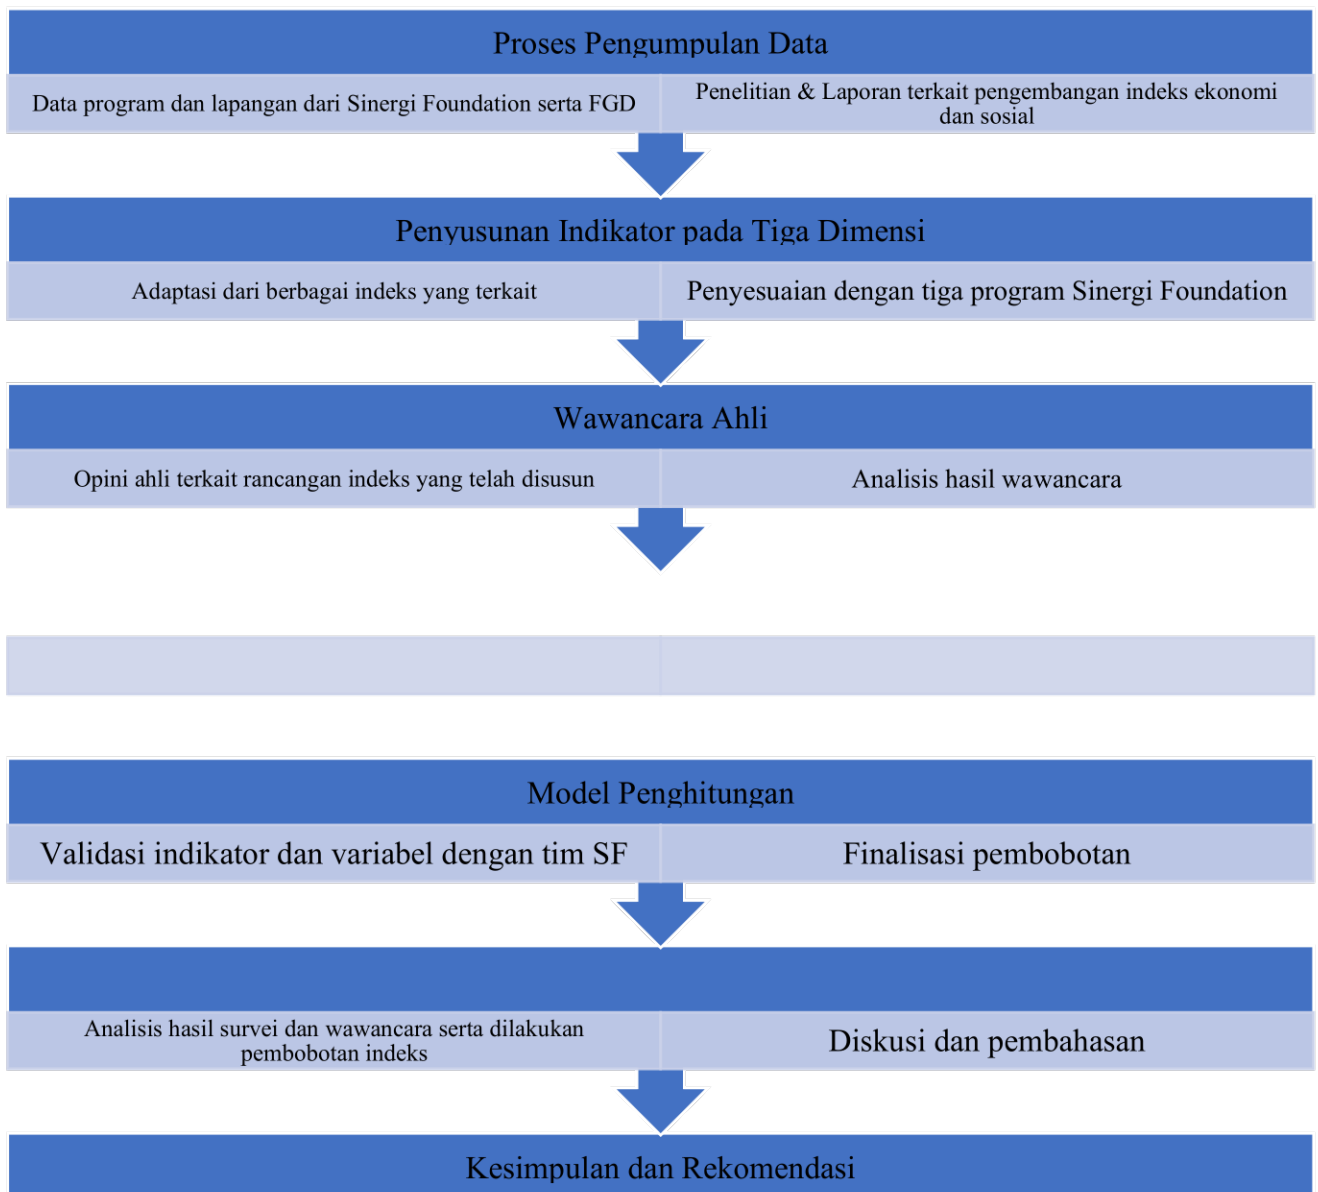 Proses Pengumpulan Data
Data program dan lapangan dari Sinergi Foundation serta FGD
Penelitian & Laporan terkait pengembangan indeks ekonomi
dan sosial
Penyusunan Indikator pada Tiga Dimensi
Adaptasi dari berbagai indeks yang terkait
Penyesuaian dengan tiga program Sinergi Foundation
Wawancara Ahli
Opini ahli terkait rancangan indeks yang telah disusun
Analisis hasil wawancara
Model Penghitungan
Validasi indikator dan variabel dengan tim SF
Finalisasi pembobotan
Analisis hasil survei dan wawancara serta dilakukan
pembobotan indeks
Diskusi dan pembahasan
Kesimpulan dan Rekomendasi